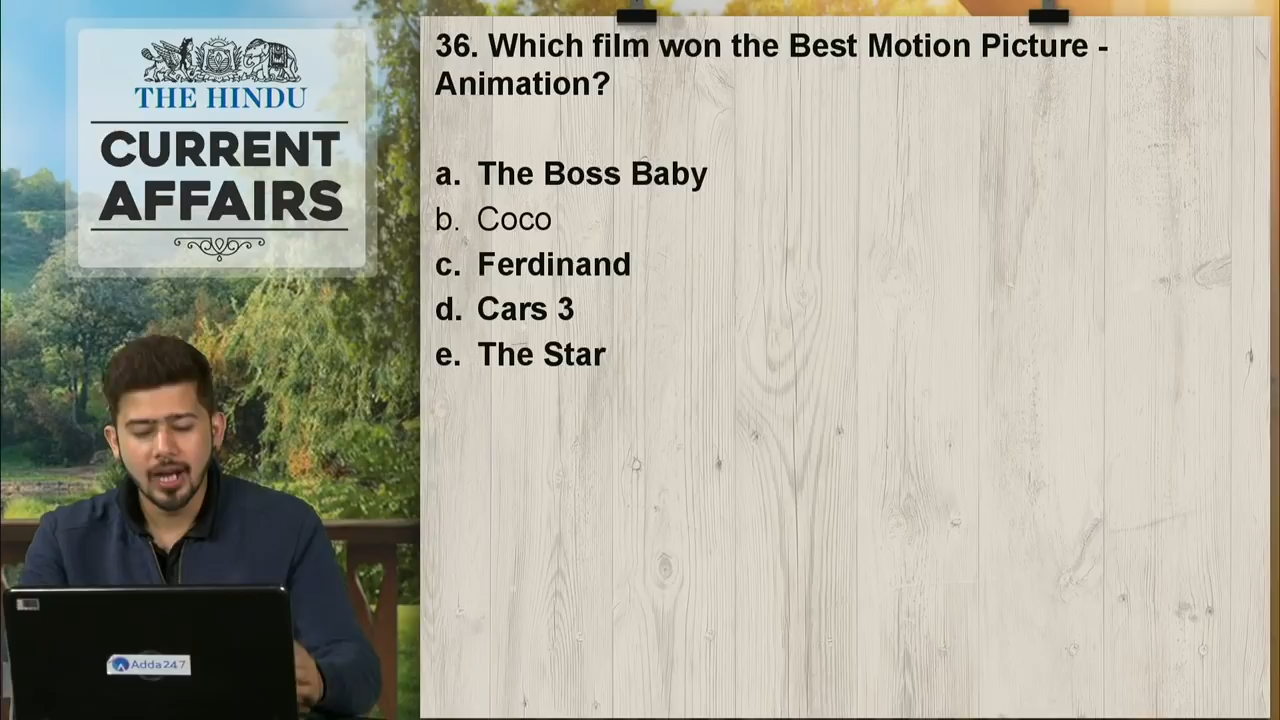 THE HINDU
CURRENT
AFFAIRS
36. Which film won the Best Motion Picture -
Animation?
a. The Boss Baby
b. Coco
c. Ferdinand
d. Cars 3
e. The Star
Adda247